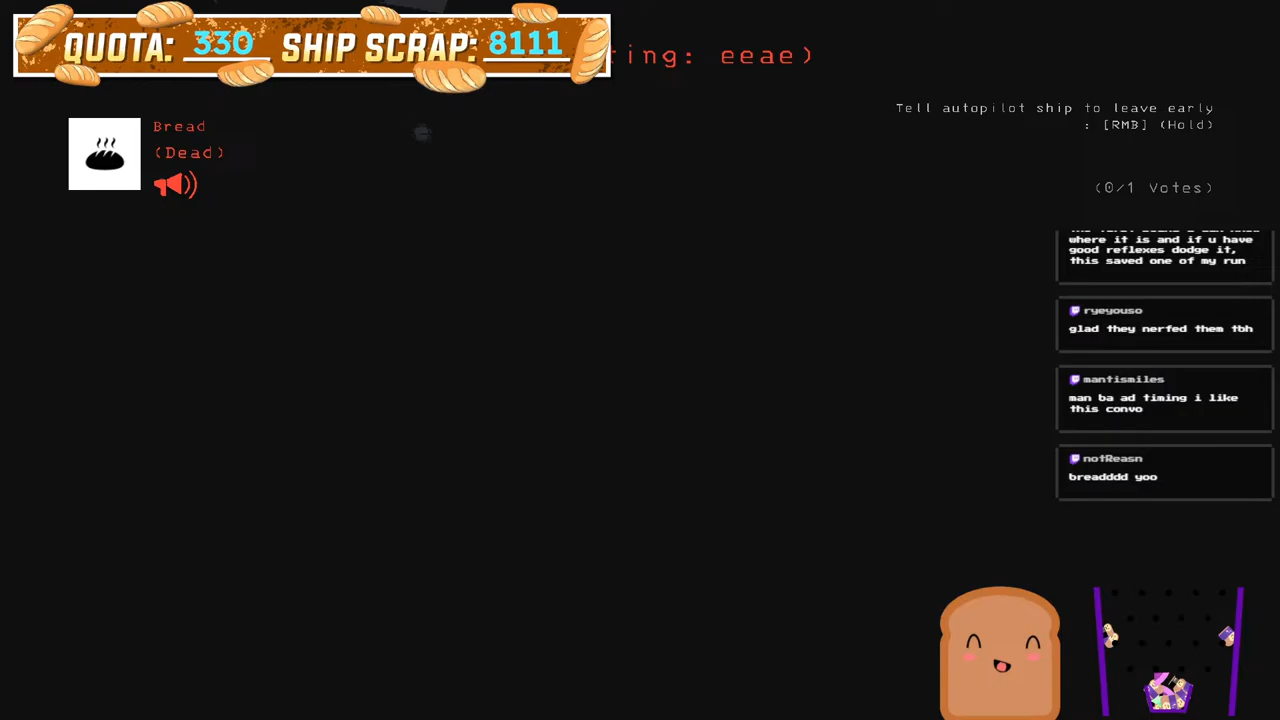 QUOTA: 330 SHIP SCRAP: 8111
ring: eeae)
Tell autopilot ship to leave early
: [RMB] (Hold)
(0/1 Votes)
Bread
(Dead)
where it is and if u have
good reflexes dodge it,
this saved one of my run
ryeyouso
glad they nerfed them tbh
mantismiles
man ba ad timing i like
this convo
notReasn
breadddd yoo